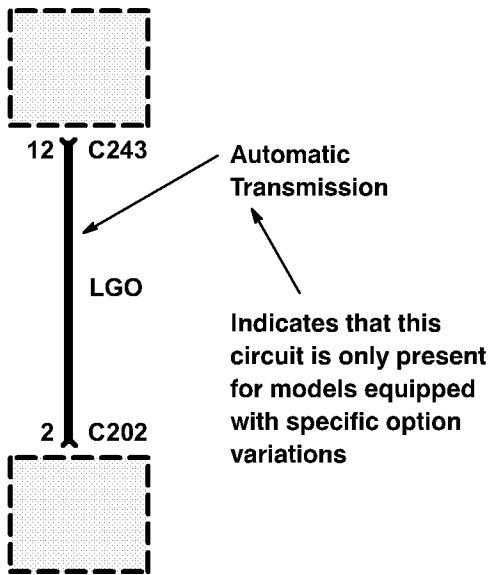 12 C243
Automatic
Transmission
LGO
Indicates that this
circuit is only present
for models equipped
with specific option
variations
2 C202